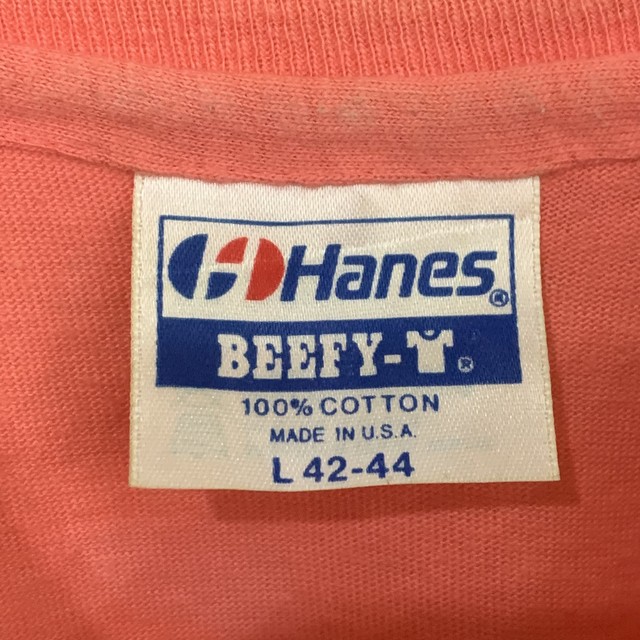 Hanes®
BEEFY-T®
100% COTTON
MADE IN U.S.A.
L 42-44